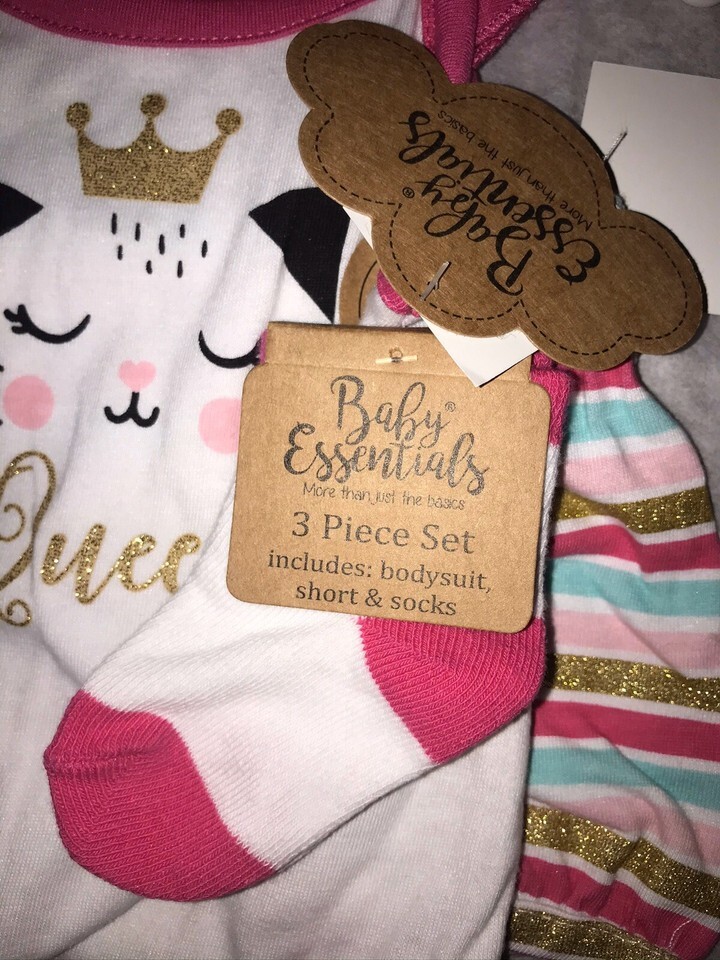 Baby®
Essentials
More than just the basics
Baby®
Essentials
More than just the basics
3 Piece Set
includes: bodysuit,
short & socks